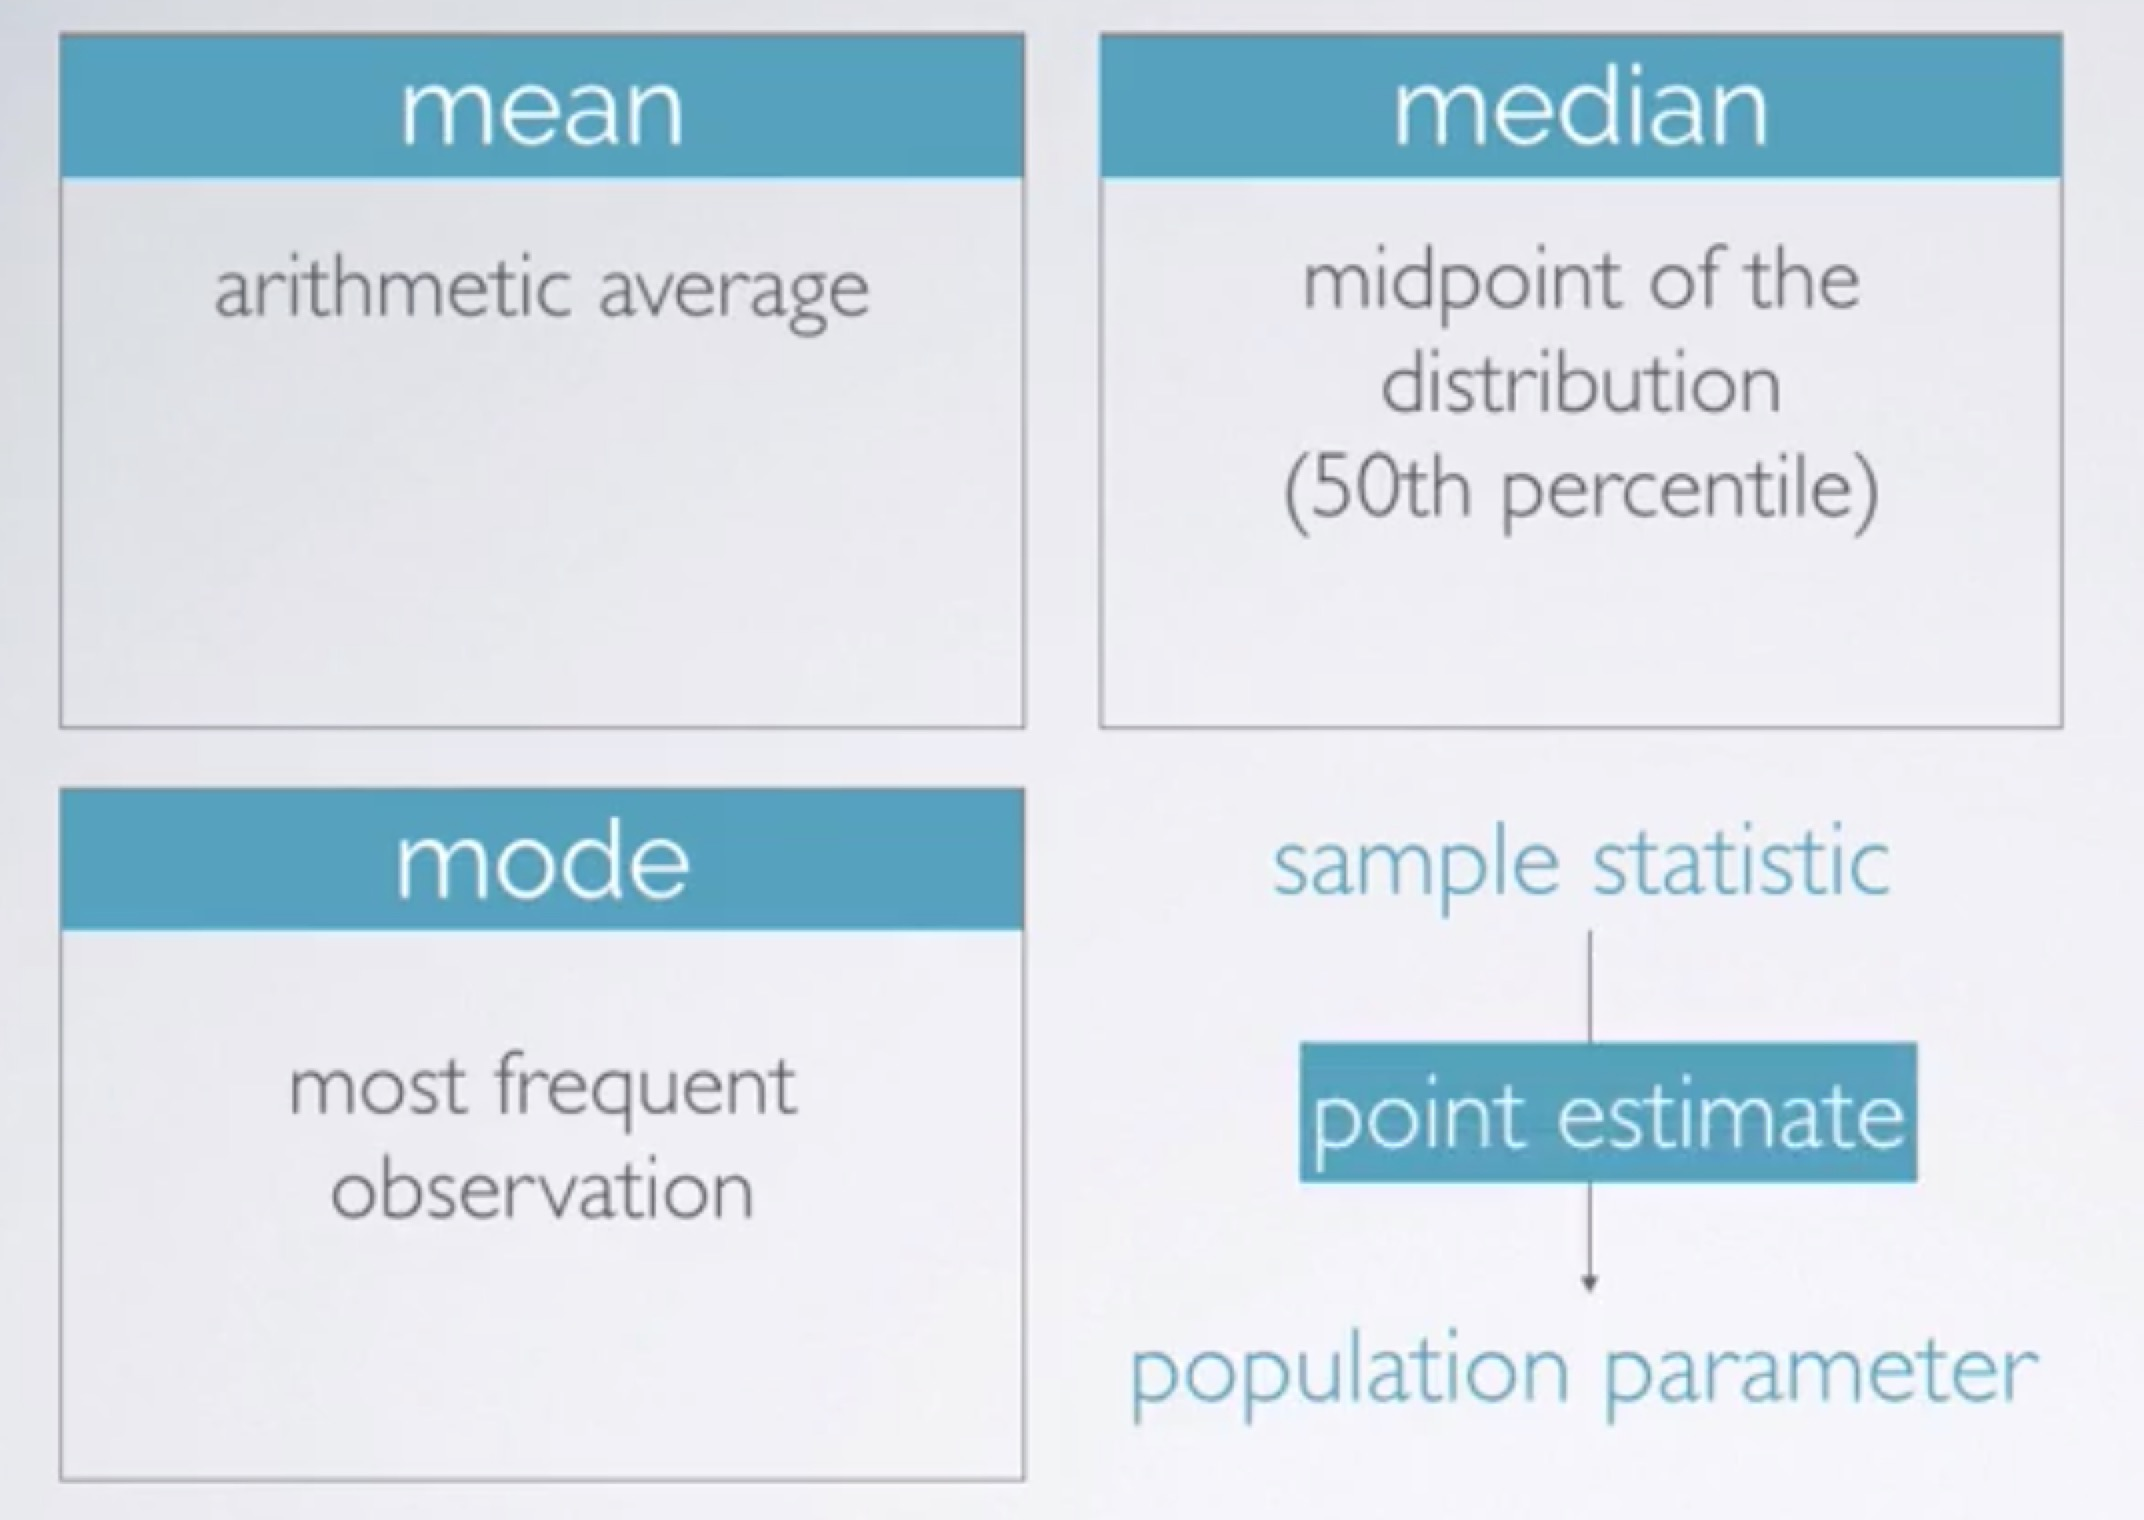 mean
arithmetic average
median
midpoint of the
distribution
(50th percentile)
mode
most frequent
observation
sample statistic
point estimate
population parameter